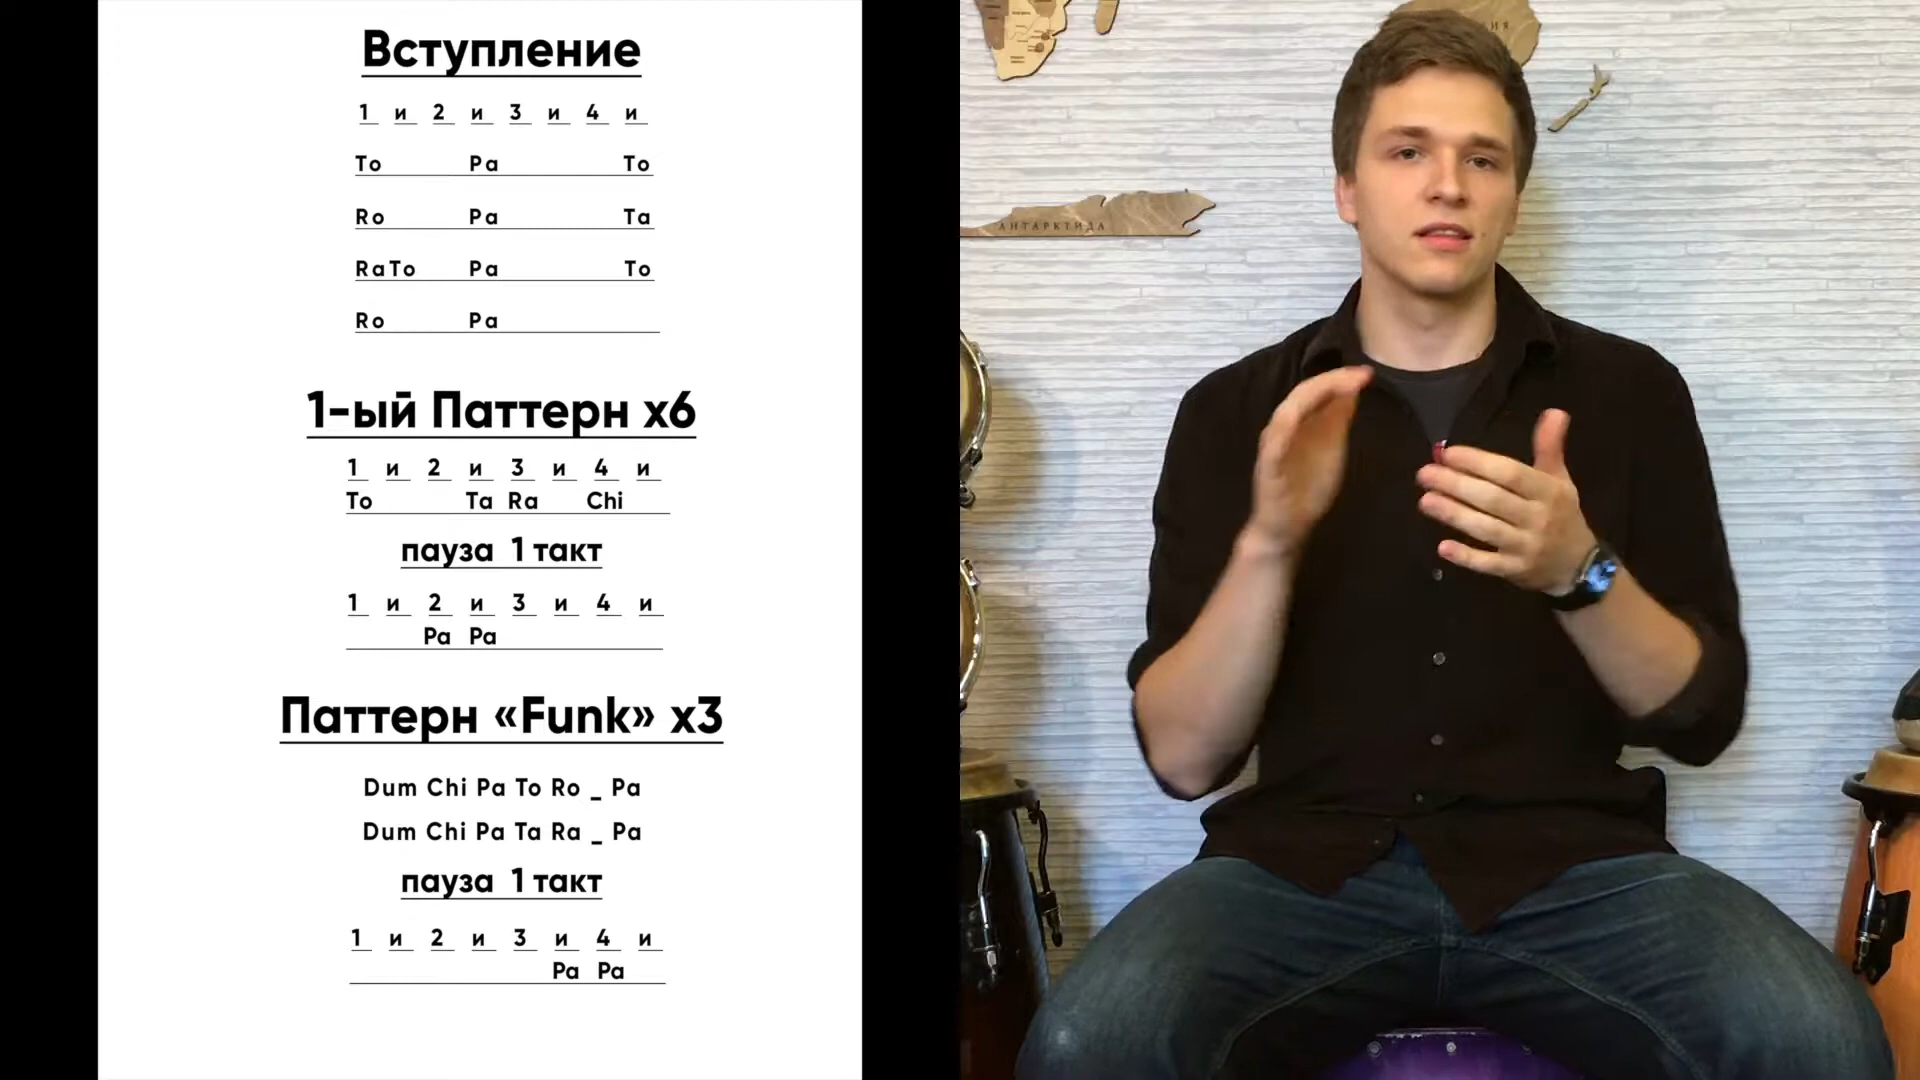 Вступление
1 и 2 и 3 и 4 и
To Pa To
Ro Pa Ta
RaTo Pa To
Ro Pa
1-ый Паттерн х6
1 и 2 и 3 и 4 и
To Ta Ra Chi
пауза 1 такт
1 и 2 и 3 и 4 и
Pa Pa
Паттерн «Funk» х3
Dum Chi Pa To Ro _ Pa
Dum Chi Pa Ta Ra _ Pa
пауза 1 такт
1 и 2 и 3 и 4 и
Pa Pa
АНТАРКТИДА